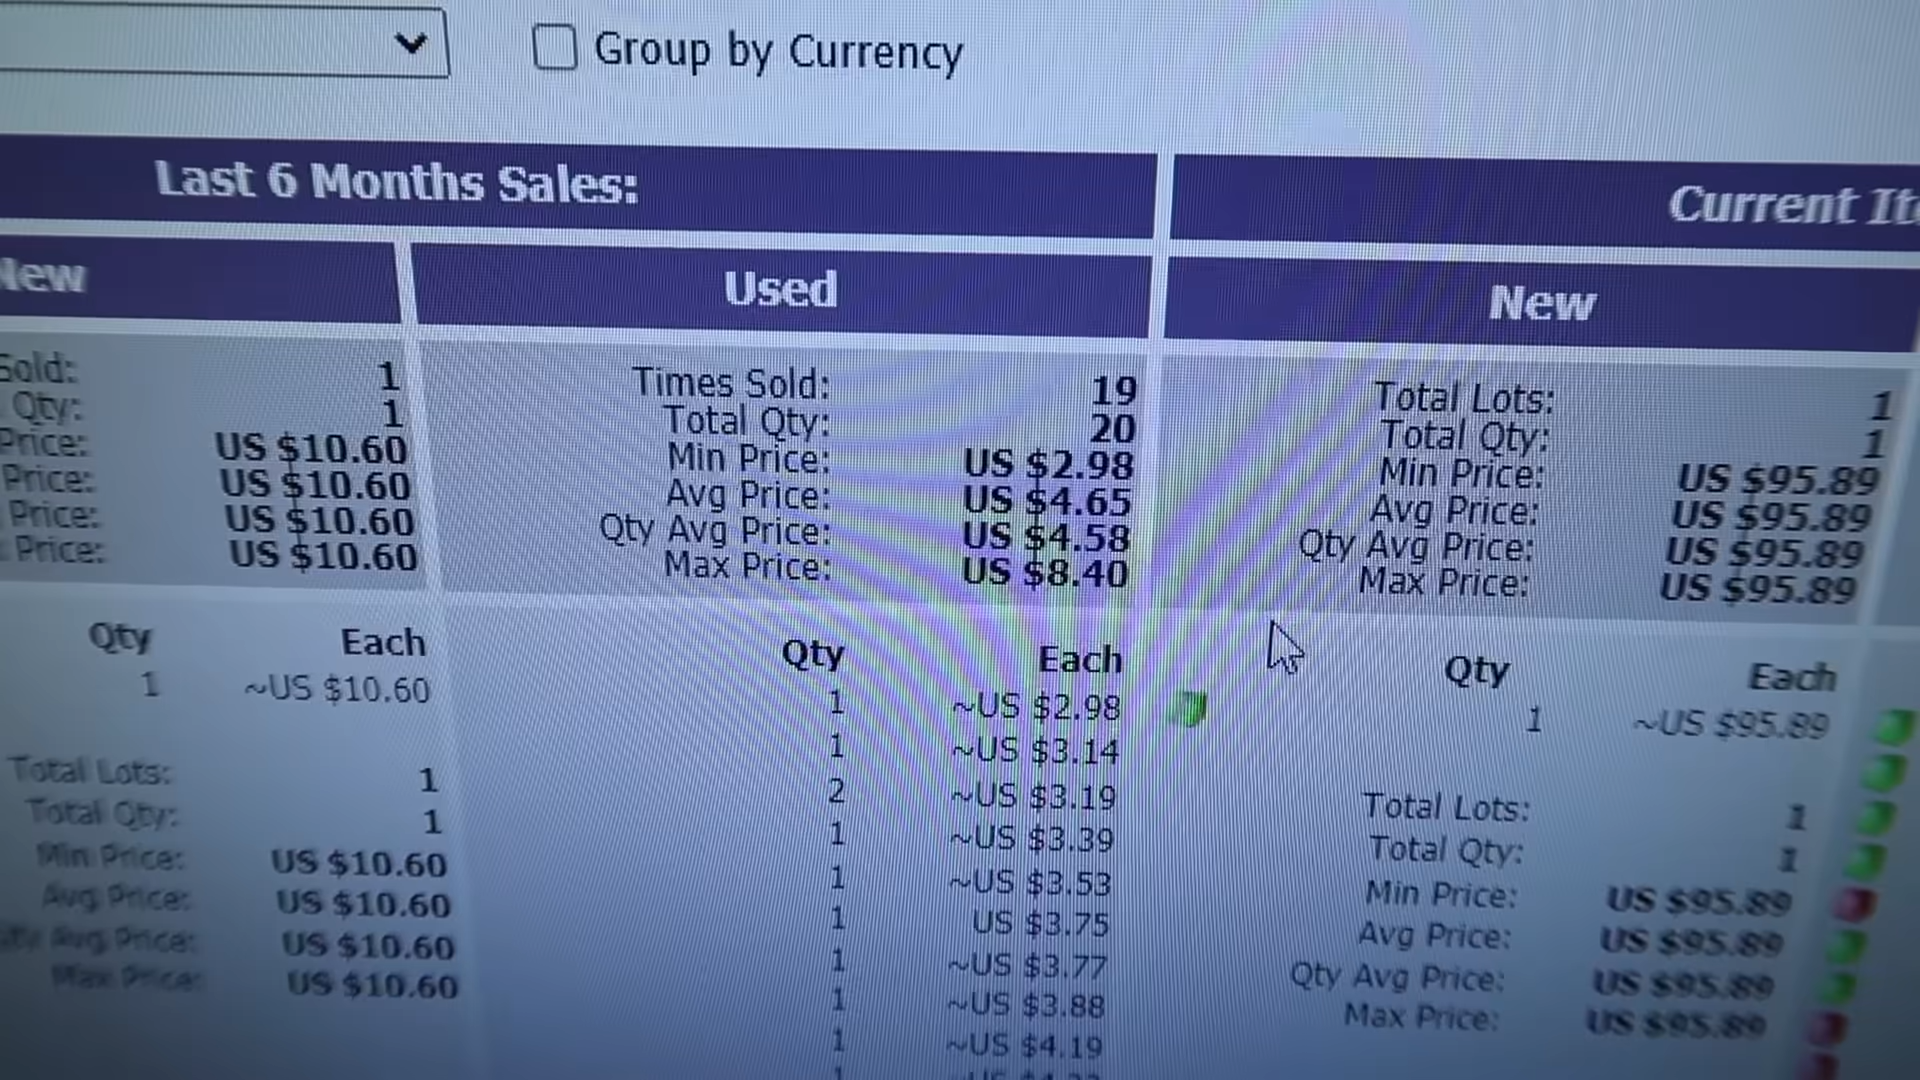 Group by Currency
Last 6 Months Sales:
Current It
New
Used
New
Sold: 1
Qty: 1
Price: US $10.60
Price: US $10.60
Price: US $10.60
Price: US $10.60
Qty Each
1 ~US $10.60
Total Lots: 1
Total Qty: 1
Min Price: US $10.60
Avg Price: US $10.60
Qty Avg Price: US $10.60
Max Price: US $10.60
Times Sold: 19
Total Qty: 20
Min Price: US $2.98
Avg Price: US $4.65
Qty Avg Price: US $4.58
Max Price: US $8.40
Qty Each
1 ~US $2.98
1 ~US $3.14
2 ~US $3.19
1 ~US $3.39
1 ~US $3.53
1 US $3.75
1 ~US $3.77
1 ~US $3.88
1 ~US $4.19
Total Lots: 1
Total Qty: 1
Min Price: US $95.89
Avg Price: US $95.89
Qty Avg Price: US $95.89
Max Price: US $95.89
Qty Each
1 ~US $95.89
Total Lots: 1
Total Qty: 1
Min Price: US $95.89
Avg Price: US $95.89
Qty Avg Price: US $95.89
Max Price: US $95.89